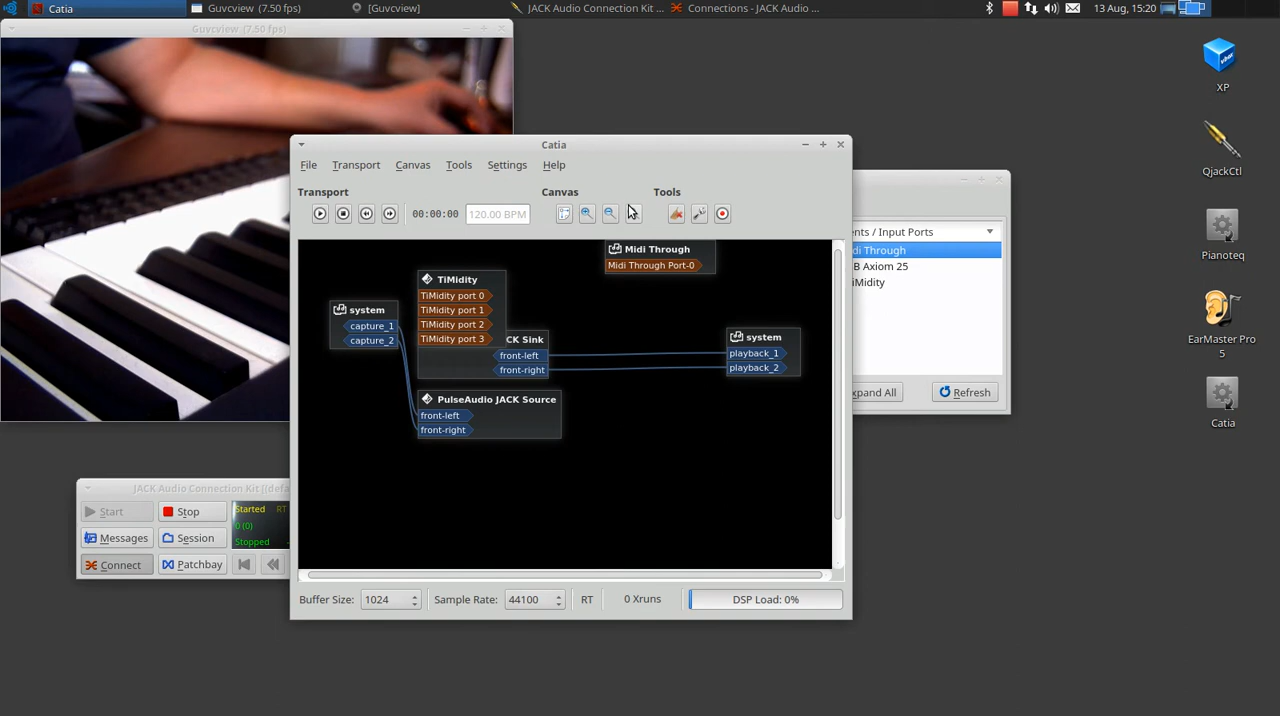 Catia
Guvcview (7.50 fps)
[Guvcview]
JACK Audio Connection Kit ...
Connections - JACK Audio ...
13 Aug, 15:20
Guvcview (7.50 fps)
Catia
File Transport Canvas Tools Settings Help
Transport
Canvas
Tools
00:00:00
120.00 BPM
Midi Through
Midi Through Port-0
TiMidity
TiMidity port 0
TiMidity port 1
TiMidity port 2
TiMidity port 3
system
capture_1
capture_2
CK Sink
front-left
front-right
system
playback_1
playback_2
PulseAudio JACK Source
front-left
front-right
Buffer Size: 1024
Sample Rate: 44100
RT
0 Xruns
DSP Load: 0%
ents / Input Ports
di Through
B Axiom 25
iMidity
xpand All
Refresh
JACK Audio Connection Kit [(defa
Start
Stop
Started RT
0 (0)
Stopped
Messages
Session
Connect
Patchbay
XP
QjackCtl
Pianoteq
EarMaster Pro
5
Catia